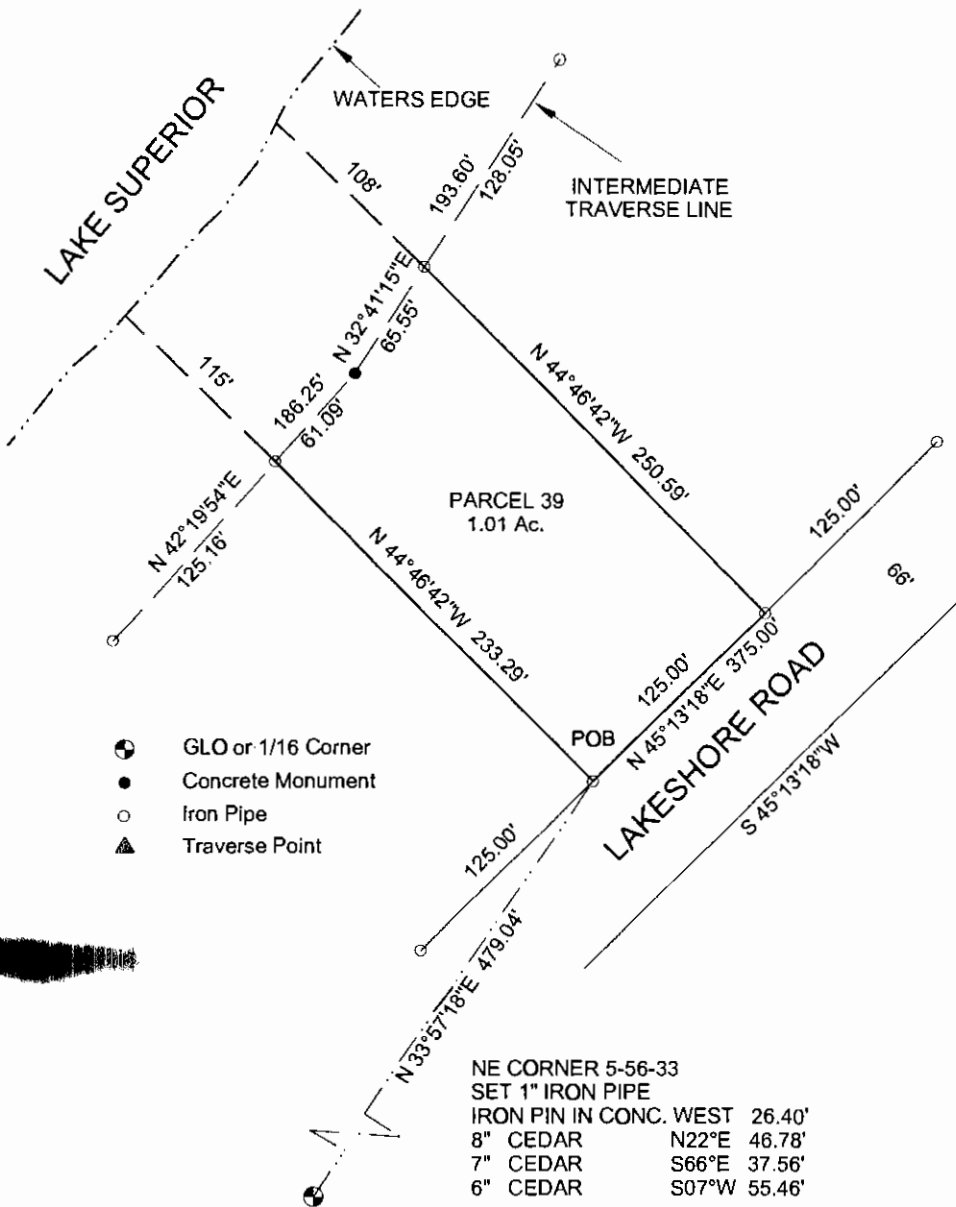 WATERS EDGE
LAKE SUPERIOR
108'
193.60'
128.05'
INTERMEDIATE
TRAVERSE LINE
N 32°41'15"E
65.55'
115'
186.25'
61.09'
N 44°46'42"W 250.59'
PARCEL 39
1.01 Ac.
N 42°19'54"E
125.16'
N 44°46'42"W 233.29'
125.00'
66'
125.00'
N 45°13'18"E 375.00'
POB
LAKESHORE ROAD
S 45°13'18"W
GLO or 1/16 Corner
Concrete Monument
Iron Pipe
Traverse Point
125.00'
N 33°57'18"E 479.04'
NE CORNER 5-56-33
SET 1" IRON PIPE
IRON PIN IN CONC. WEST 26.40'
8" CEDAR N22°E 46.78'
7" CEDAR S66°E 37.56'
6" CEDAR S07°W 55.46'